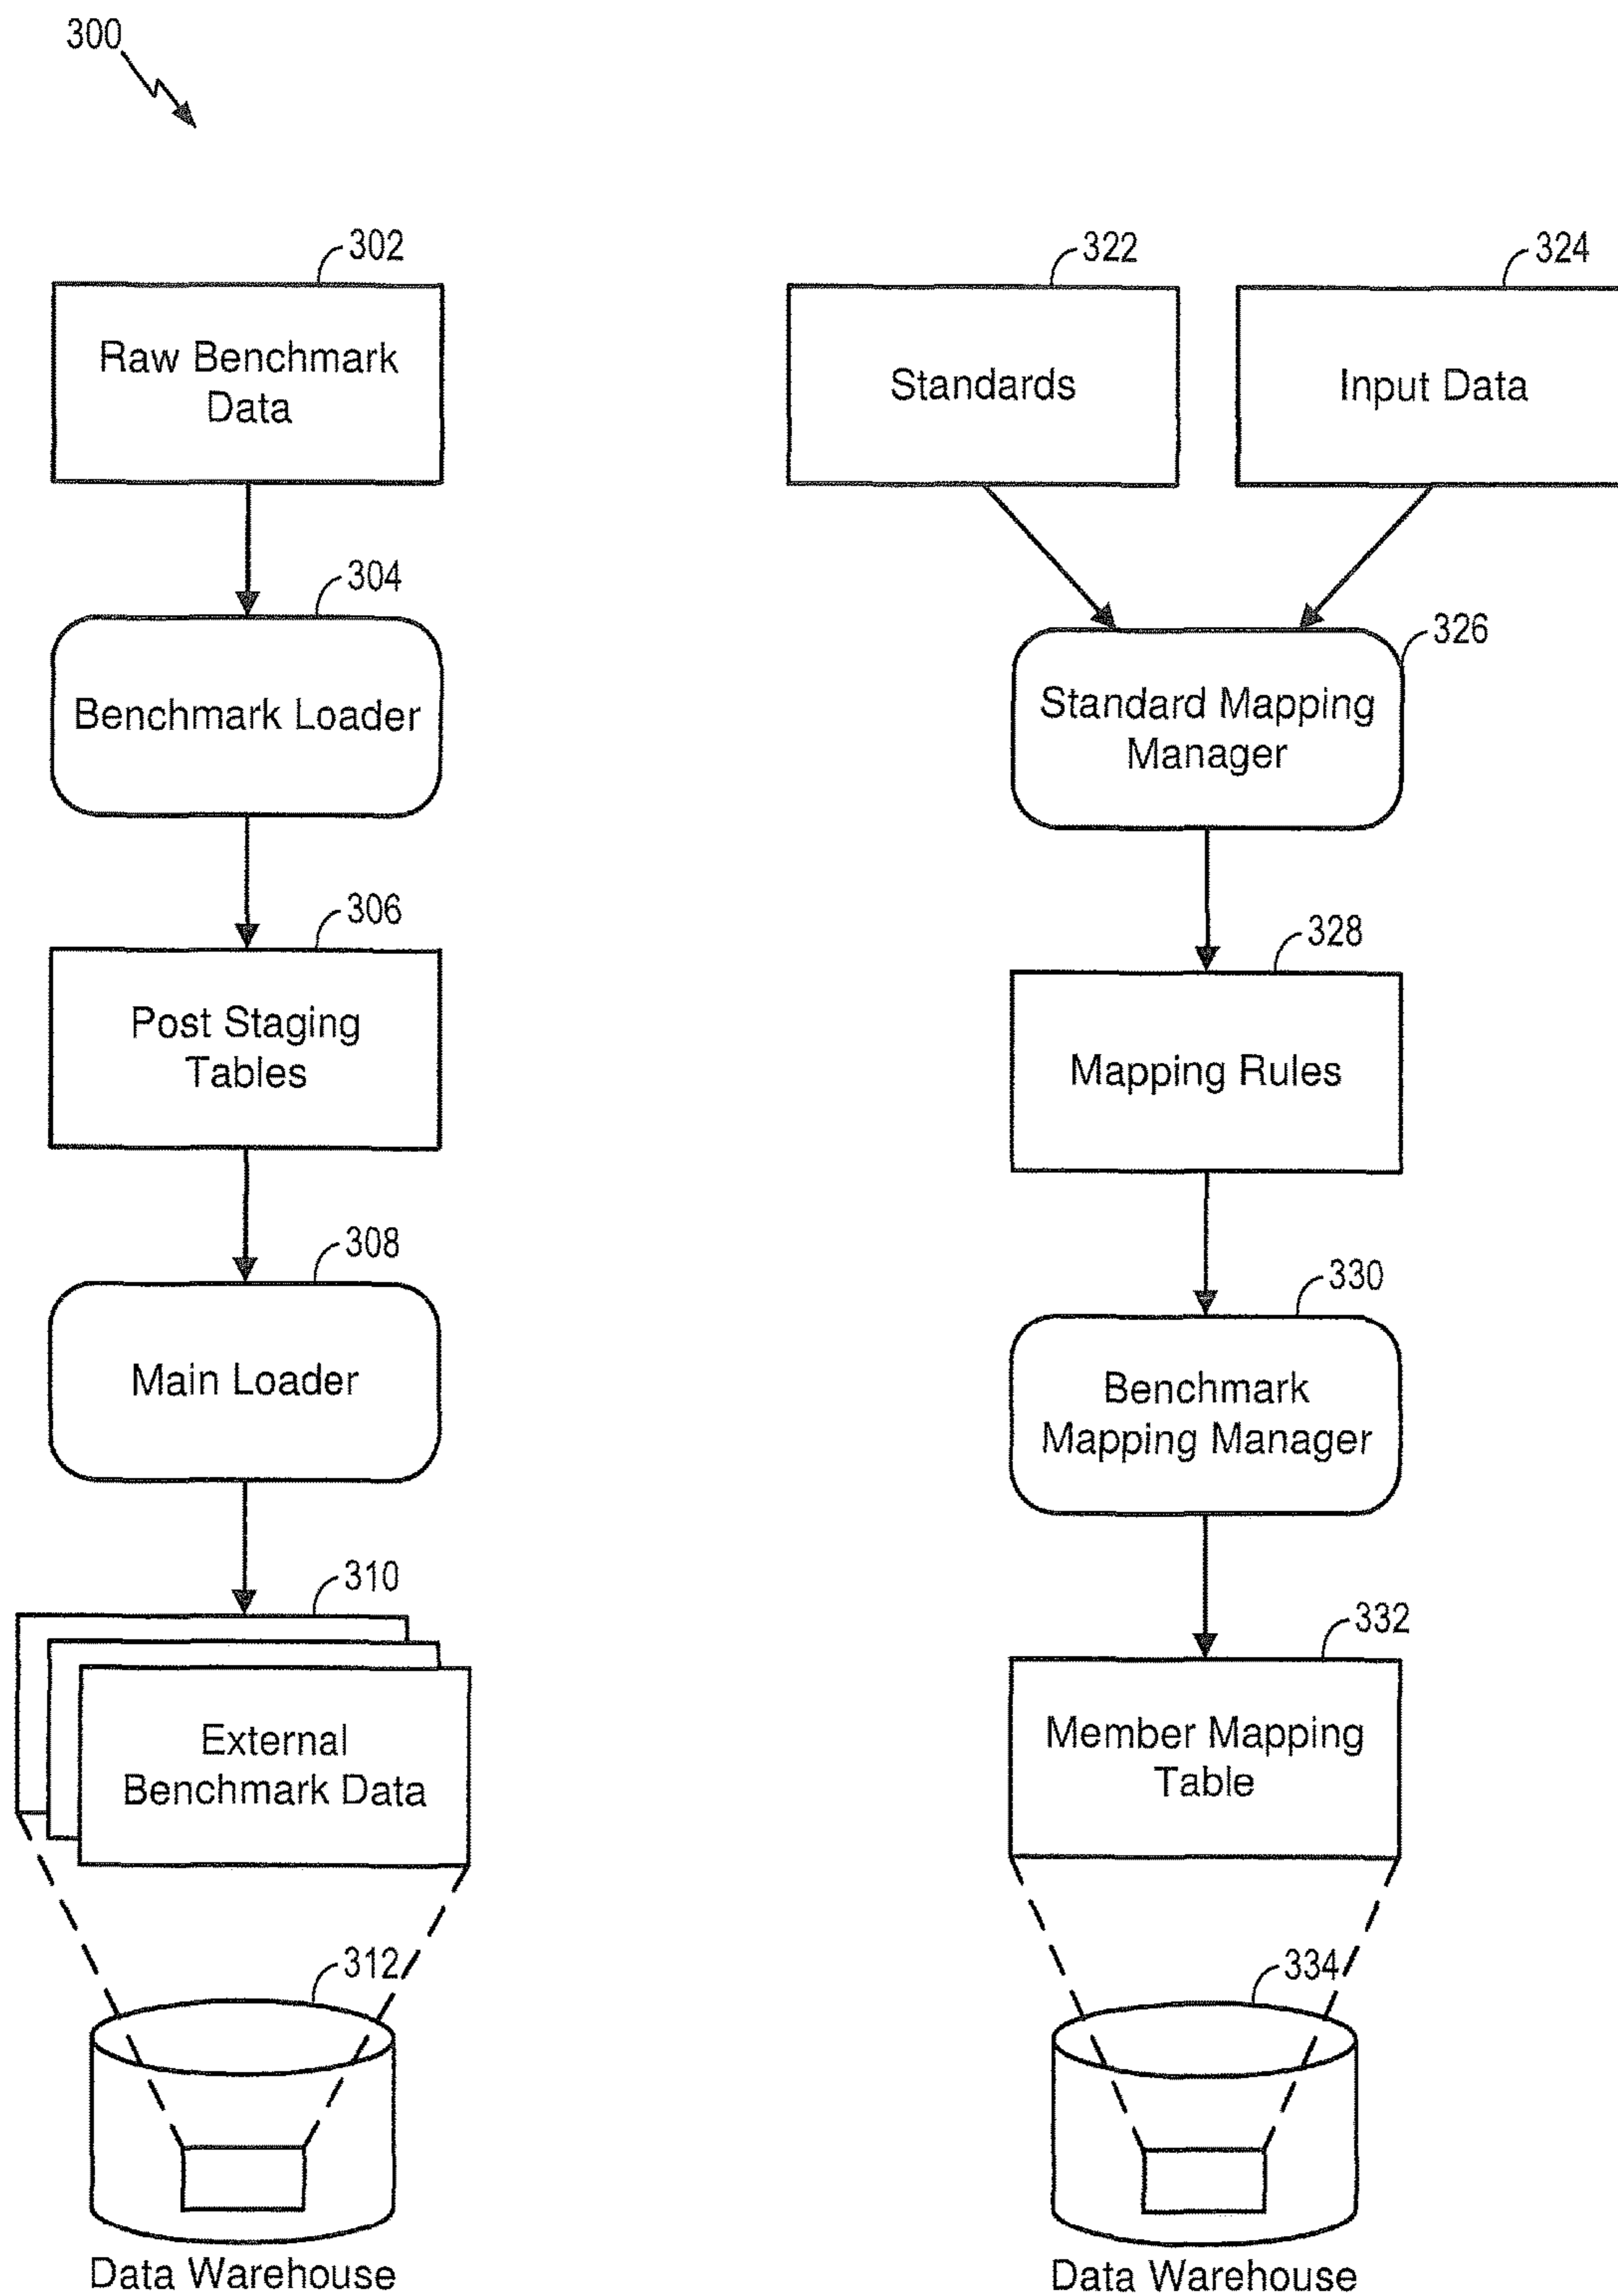 300
302
Raw Benchmark
Data
304
Benchmark Loader
306
Post Staging
Tables
308
Main Loader
310
External
Benchmark Data
312
Data Warehouse
322
Standards
324
Input Data
326
Standard Mapping
Manager
328
Mapping Rules
330
Benchmark
Mapping Manager
332
Member Mapping
Table
334
Data Warehouse